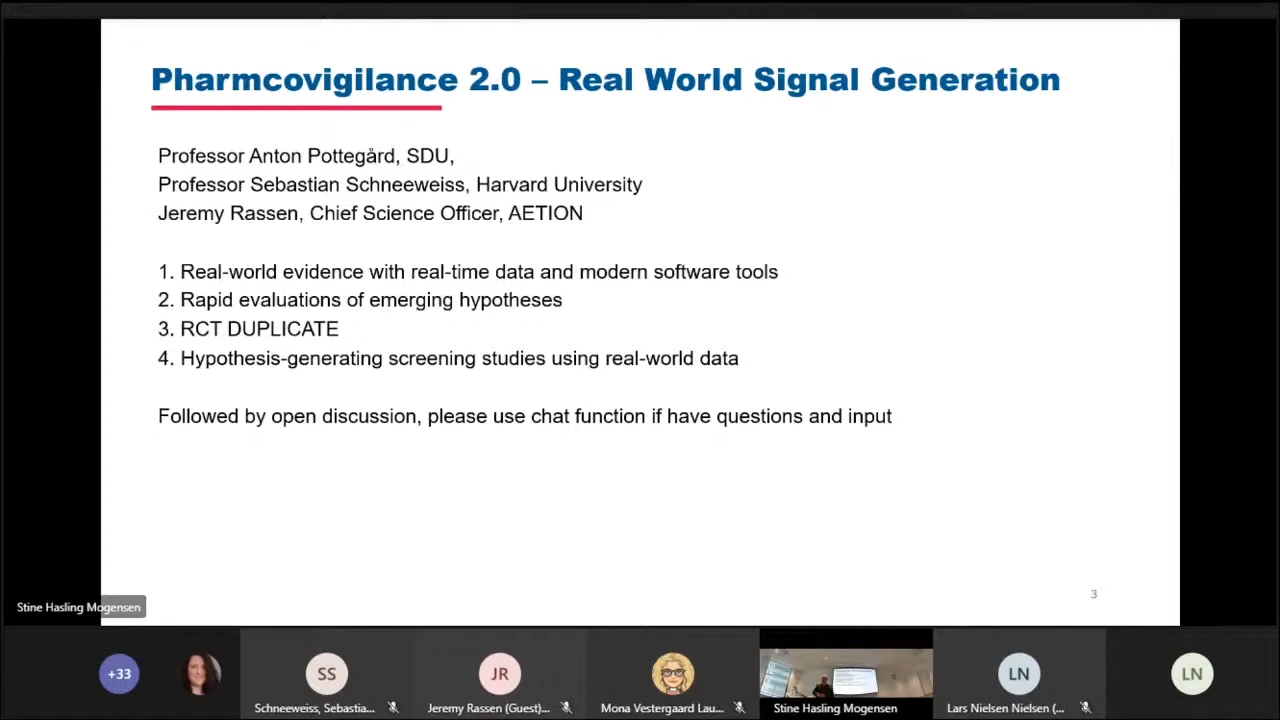 Pharmcovigilance 2.0 – Real World Signal Generation
Professor Anton Pottegård, SDU,
Professor Sebastian Schneeweiss, Harvard University
Jeremy Rassen, Chief Science Officer, AETION
1. Real-world evidence with real-time data and modern software tools
2. Rapid evaluations of emerging hypotheses
3. RCT DUPLICATE
4. Hypothesis-generating screening studies using real-world data
Followed by open discussion, please use chat function if have questions and input
3
Stine Hasling Mogensen
+33
SS
JR
LN
LN
Schneeweiss, Sebastia...
Jeremy Rassen (Guest)...
Mona Vestergaard Lau...
Stine Hasling Mogensen
Lars Nielsen Nielsen (...